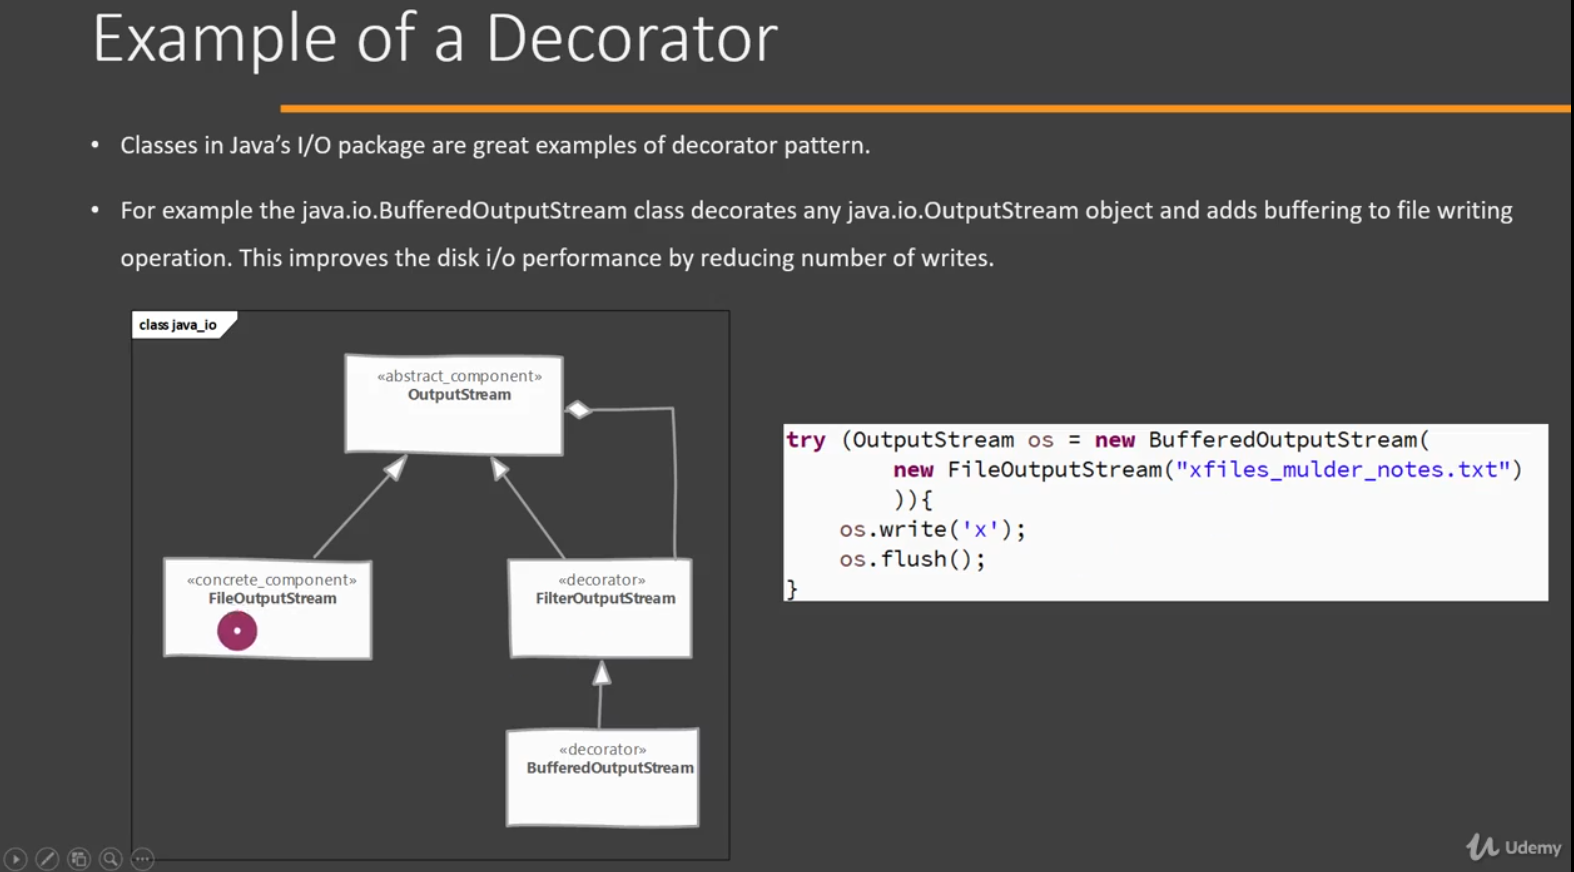 Example of a Decorator
• Classes in Java’s I/O package are great examples of decorator pattern.
• For example the java.io.BufferedOutputStream class decorates any java.io.OutputStream object and adds buffering to file writing
operation. This improves the disk i/o performance by reducing number of writes.
class java_io
«abstract_component»
OutputStream
«concrete_component»
FileOutputStream
«decorator»
FilterOutputStream
«decorator»
BufferedOutputStream
try (OutputStream os = new BufferedOutputStream(
new FileOutputStream("xfiles_mulder_notes.txt")
)){
os.write('x');
os.flush();
}
Udemy